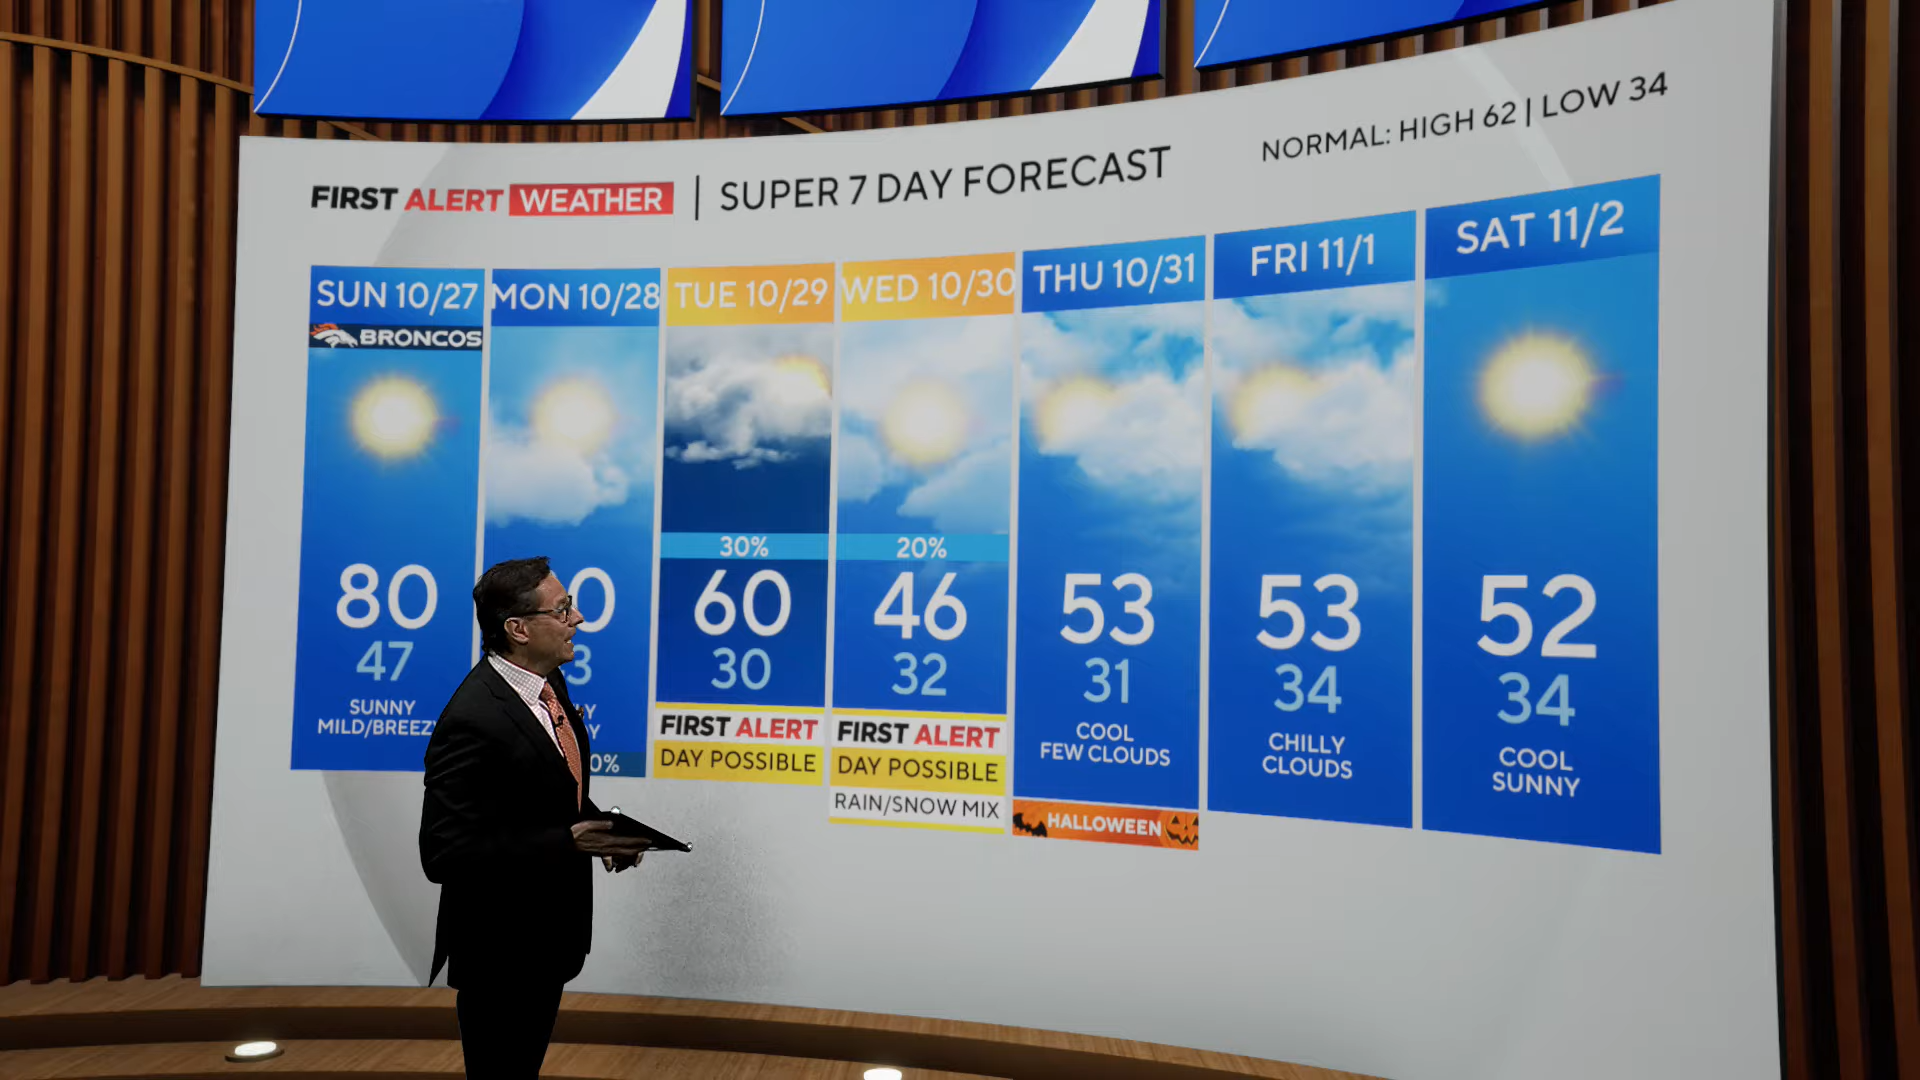 NORMAL: HIGH 62 | LOW 34
FIRST ALERT WEATHER | SUPER 7 DAY FORECAST
SUN 10/27
BRONCOS
80
47
SUNNY
MILD/BREEZY
MON 10/28
TUE 10/29
30%
60
30
FIRST ALERT
DAY POSSIBLE
WED 10/30
20%
46
32
FIRST ALERT
DAY POSSIBLE
RAIN/SNOW MIX
THU 10/31
53
31
COOL
FEW CLOUDS
HALLOWEEN
FRI 11/1
53
34
CHILLY
CLOUDS
SAT 11/2
52
34
COOL
SUNNY